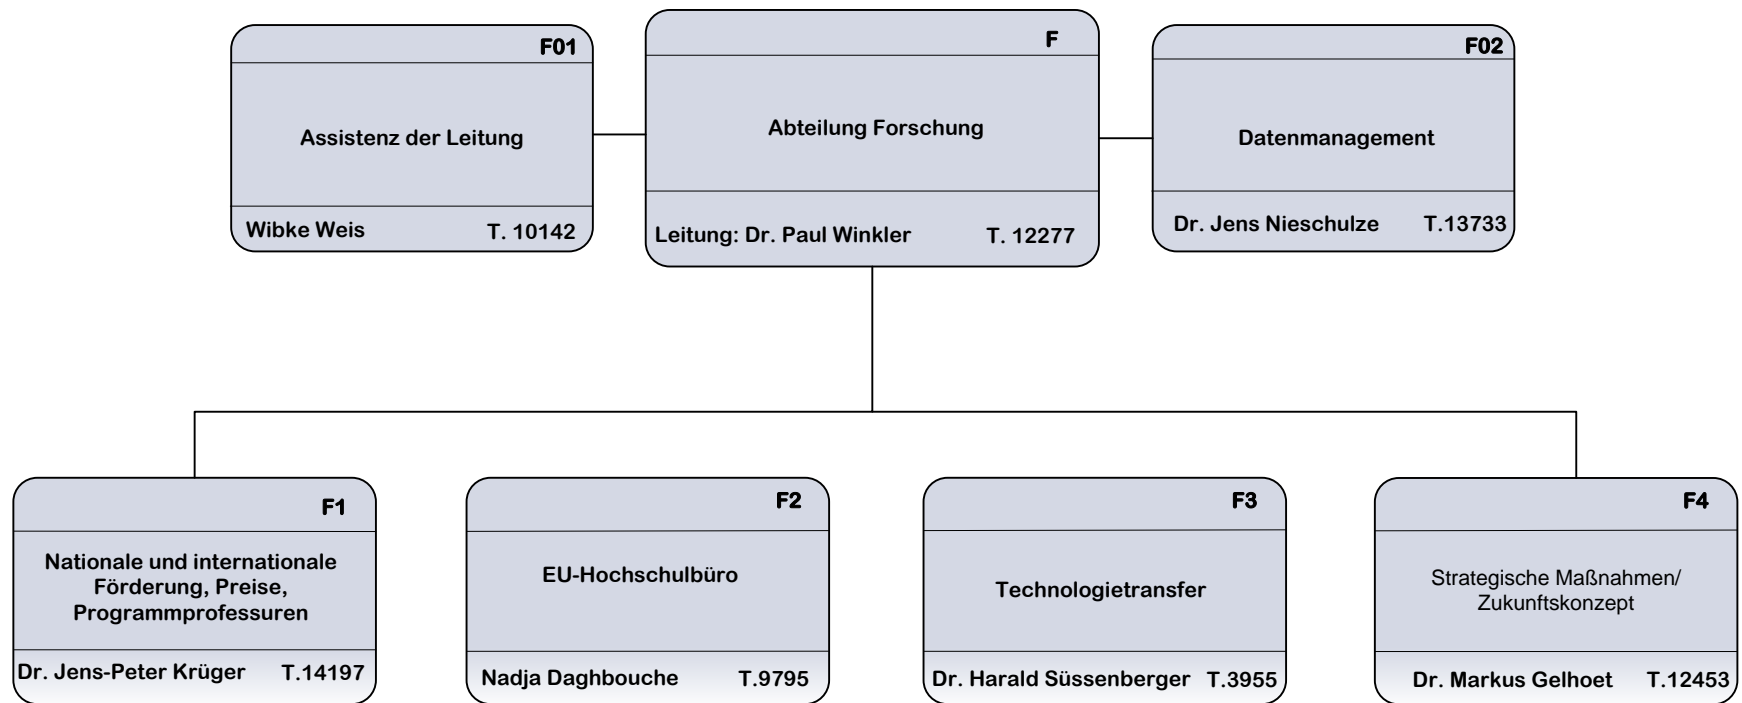 F01
Assistenz der Leitung
Wibke Weis T. 10142
F
Abteilung Forschung
Leitung: Dr. Paul Winkler T. 12277
F02
Datenmanagement
Dr. Jens Nieschulze T.13733
F1
Nationale und internationale
Förderung, Preise,
Programmprofessuren
Dr. Jens-Peter Krüger T.14197
F2
EU-Hochschulbüro
Nadja Daghbouche T.9795
F3
Technologietransfer
Dr. Harald Süssenberger T.3955
F4
Strategische Maßnahmen/
Zukunftskonzept
Dr. Markus Gelhoet T.12453